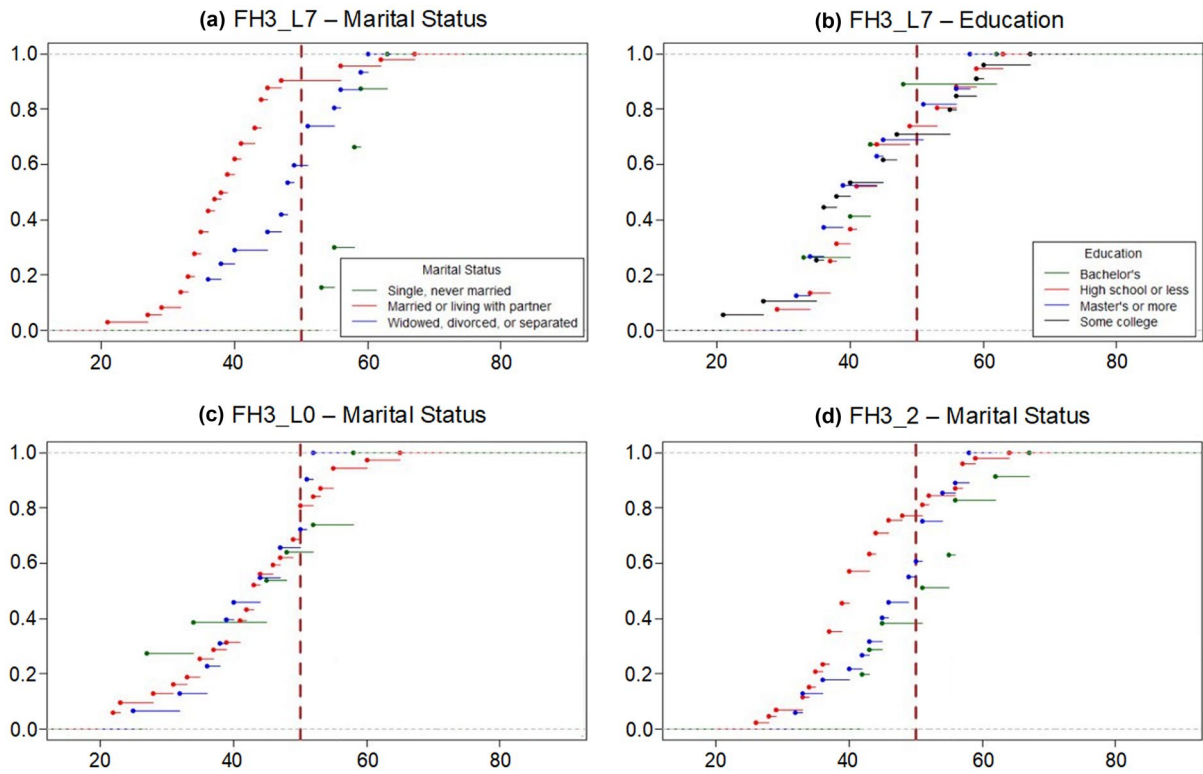 (a) FH3_L7 – Marital Status
1.0
0.8
0.6
0.4
0.2
0.0
20 40 60 80
Marital Status
Single, never married
Married or living with partner
Widowed, divorced, or separated
(b) FH3_L7 – Education
1.0
0.8
0.6
0.4
0.2
0.0
20 40 60 80
Education
Bachelor's
High school or less
Master's or more
Some college
(c) FH3_L0 – Marital Status
1.0
0.8
0.6
0.4
0.2
0.0
20 40 60 80
(d) FH3_2 – Marital Status
1.0
0.8
0.6
0.4
0.2
0.0
20 40 60 80